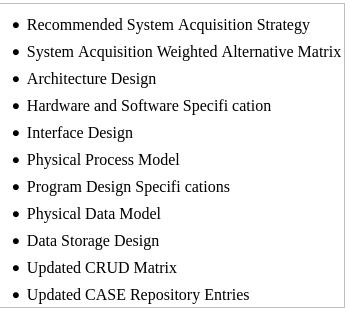 • Recommended System Acquisition Strategy
• System Acquisition Weighted Alternative Matrix
• Architecture Design
• Hardware and Software Specifi cation
• Interface Design
• Physical Process Model
• Program Design Specifi cations
• Physical Data Model
• Data Storage Design
• Updated CRUD Matrix
• Updated CASE Repository Entries